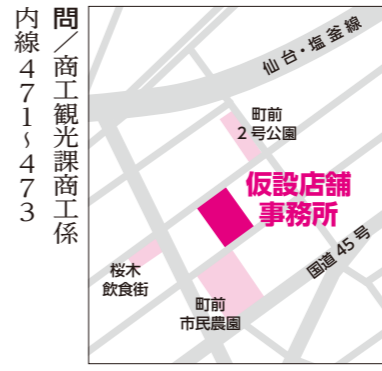 問／商工観光課商工係
内線４７１～４７３
仙台・塩釜線
町前
2号公園
仮設店舗
事務所
国道45号
桜木
飲食街
町前
市民農園